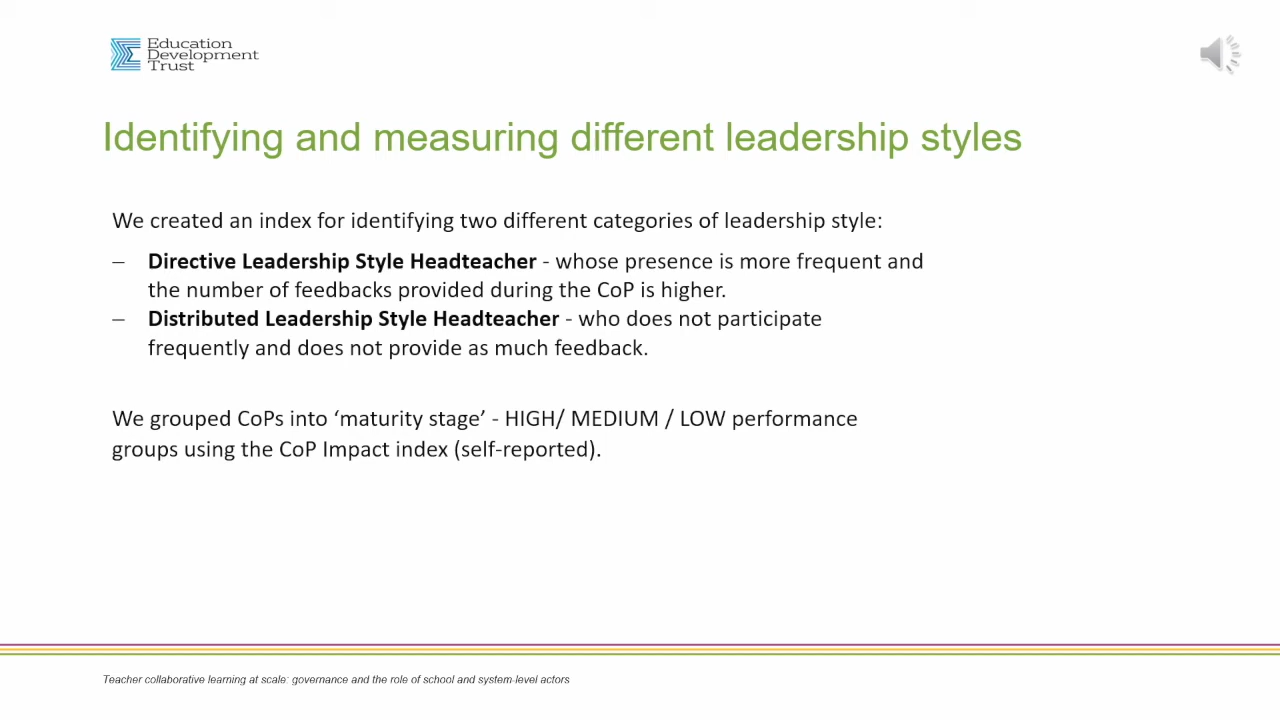 Education
Development
Trust
Identifying and measuring different leadership styles
We created an index for identifying two different categories of leadership style:
– Directive Leadership Style Headteacher - whose presence is more frequent and
the number of feedbacks provided during the CoP is higher.
– Distributed Leadership Style Headteacher - who does not participate
frequently and does not provide as much feedback.
We grouped CoPs into ‘maturity stage’ - HIGH/ MEDIUM / LOW performance
groups using the CoP Impact index (self-reported).
Teacher collaborative learning at scale: governance and the role of school and system-level actors